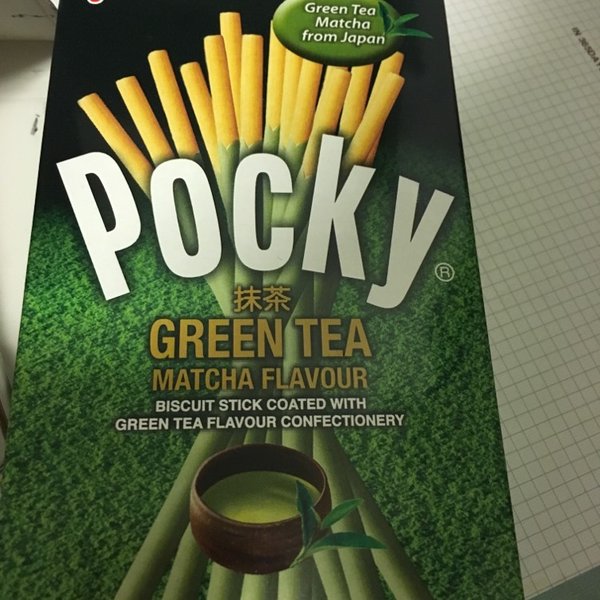 Green Tea
Matcha
from Japan
Pocky®
抹茶
GREEN TEA
MATCHA FLAVOUR
BISCUIT STICK COATED WITH
GREEN TEA FLAVOUR CONFECTIONERY